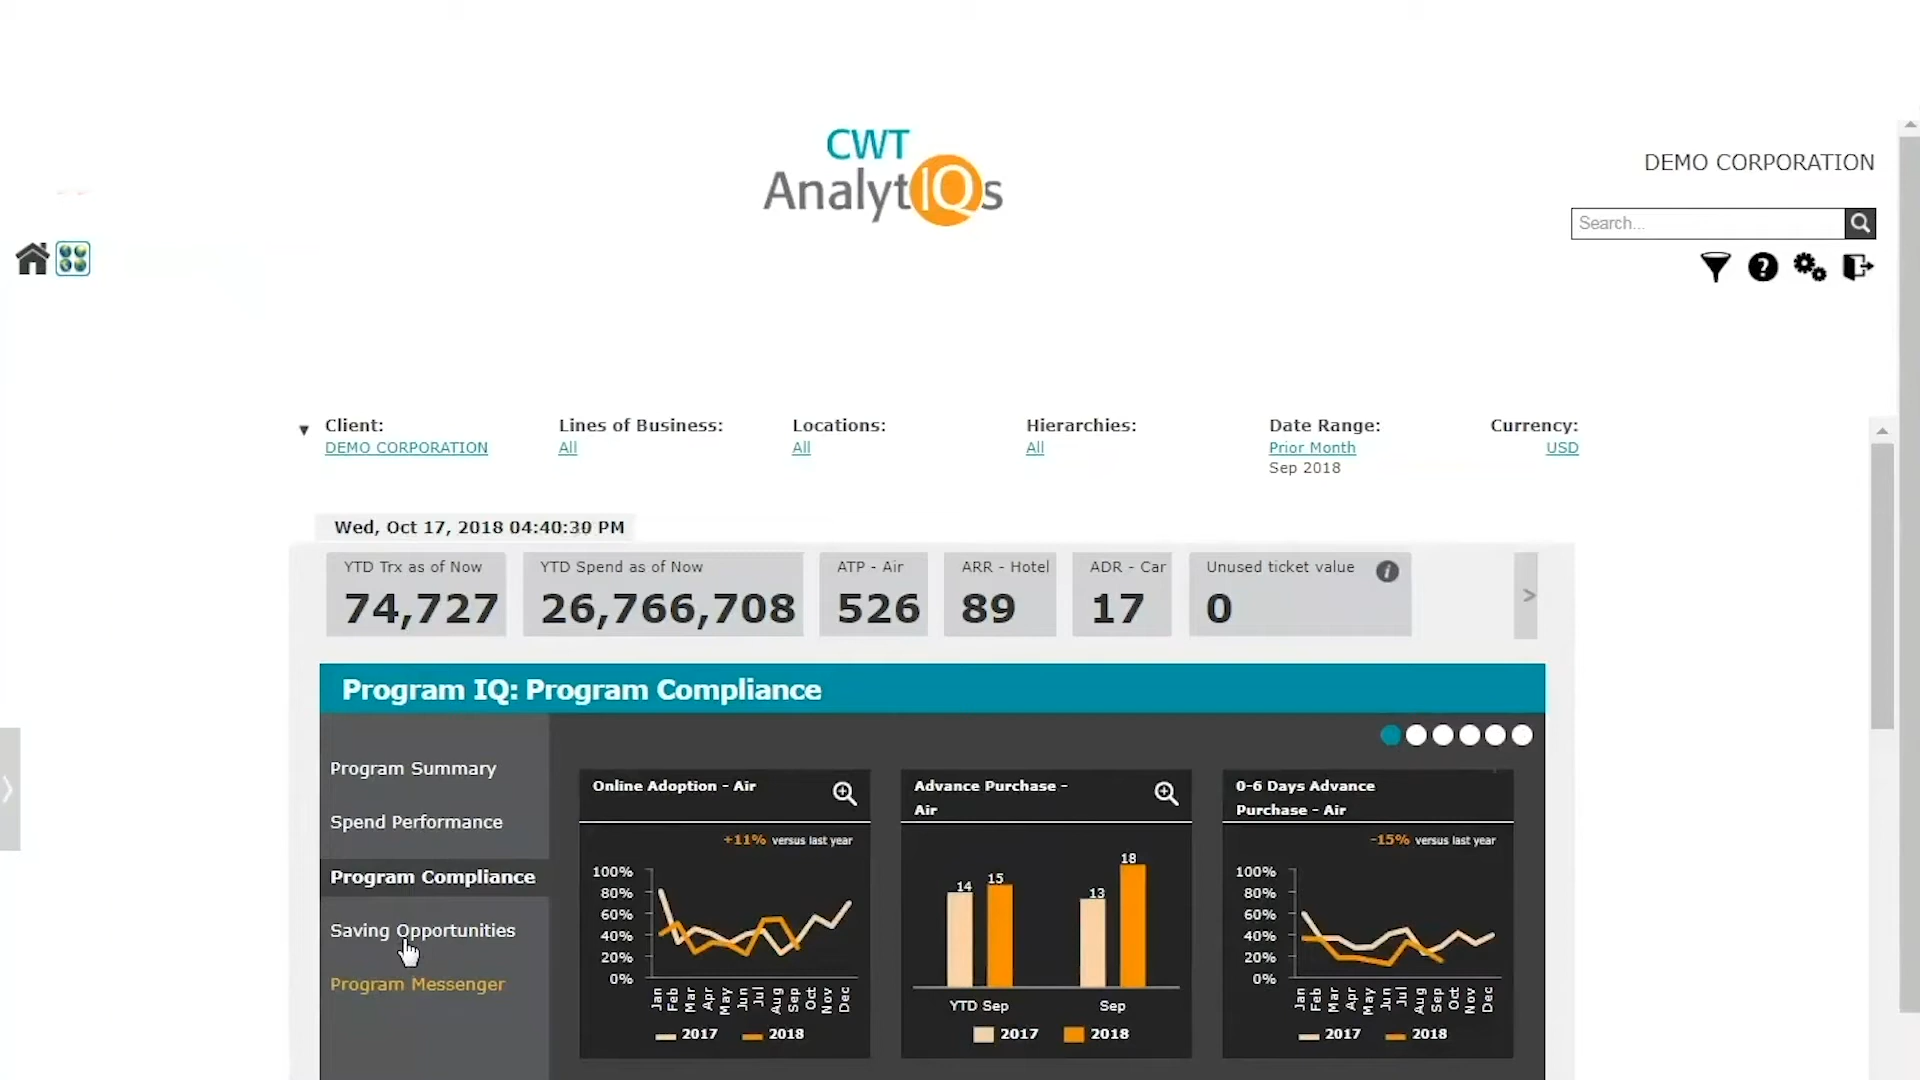 CWT
AnalytIQs
DEMO CORPORATION
Search...
Client:
DEMO CORPORATION
Lines of Business:
All
Locations:
All
Hierarchies:
All
Date Range:
Prior Month
Sep 2018
Currency:
USD
Wed, Oct 17, 2018 04:40:30 PM
YTD Trx as of Now
74,727
YTD Spend as of Now
26,766,708
ATP - Air
526
ARR - Hotel
89
ADR - Car
17
Unused ticket value
0
Program IQ: Program Compliance
Program Summary
Spend Performance
Program Compliance
Saving Opportunities
Program Messenger
Online Adoption - Air
+11% versus last year
100%
80%
60%
40%
20%
0%
Jan Feb Mar Apr May Jun Jul Aug Sep Oct Nov Dec
2017 2018
Advance Purchase -
Air
14 15 13 18
YTD Sep Sep
2017 2018
0-6 Days Advance
Purchase - Air
-15% versus last year
100%
80%
60%
40%
20%
0%
Jan Feb Mar Apr May Jun Jul Aug Sep Oct Nov Dec
2017 2018